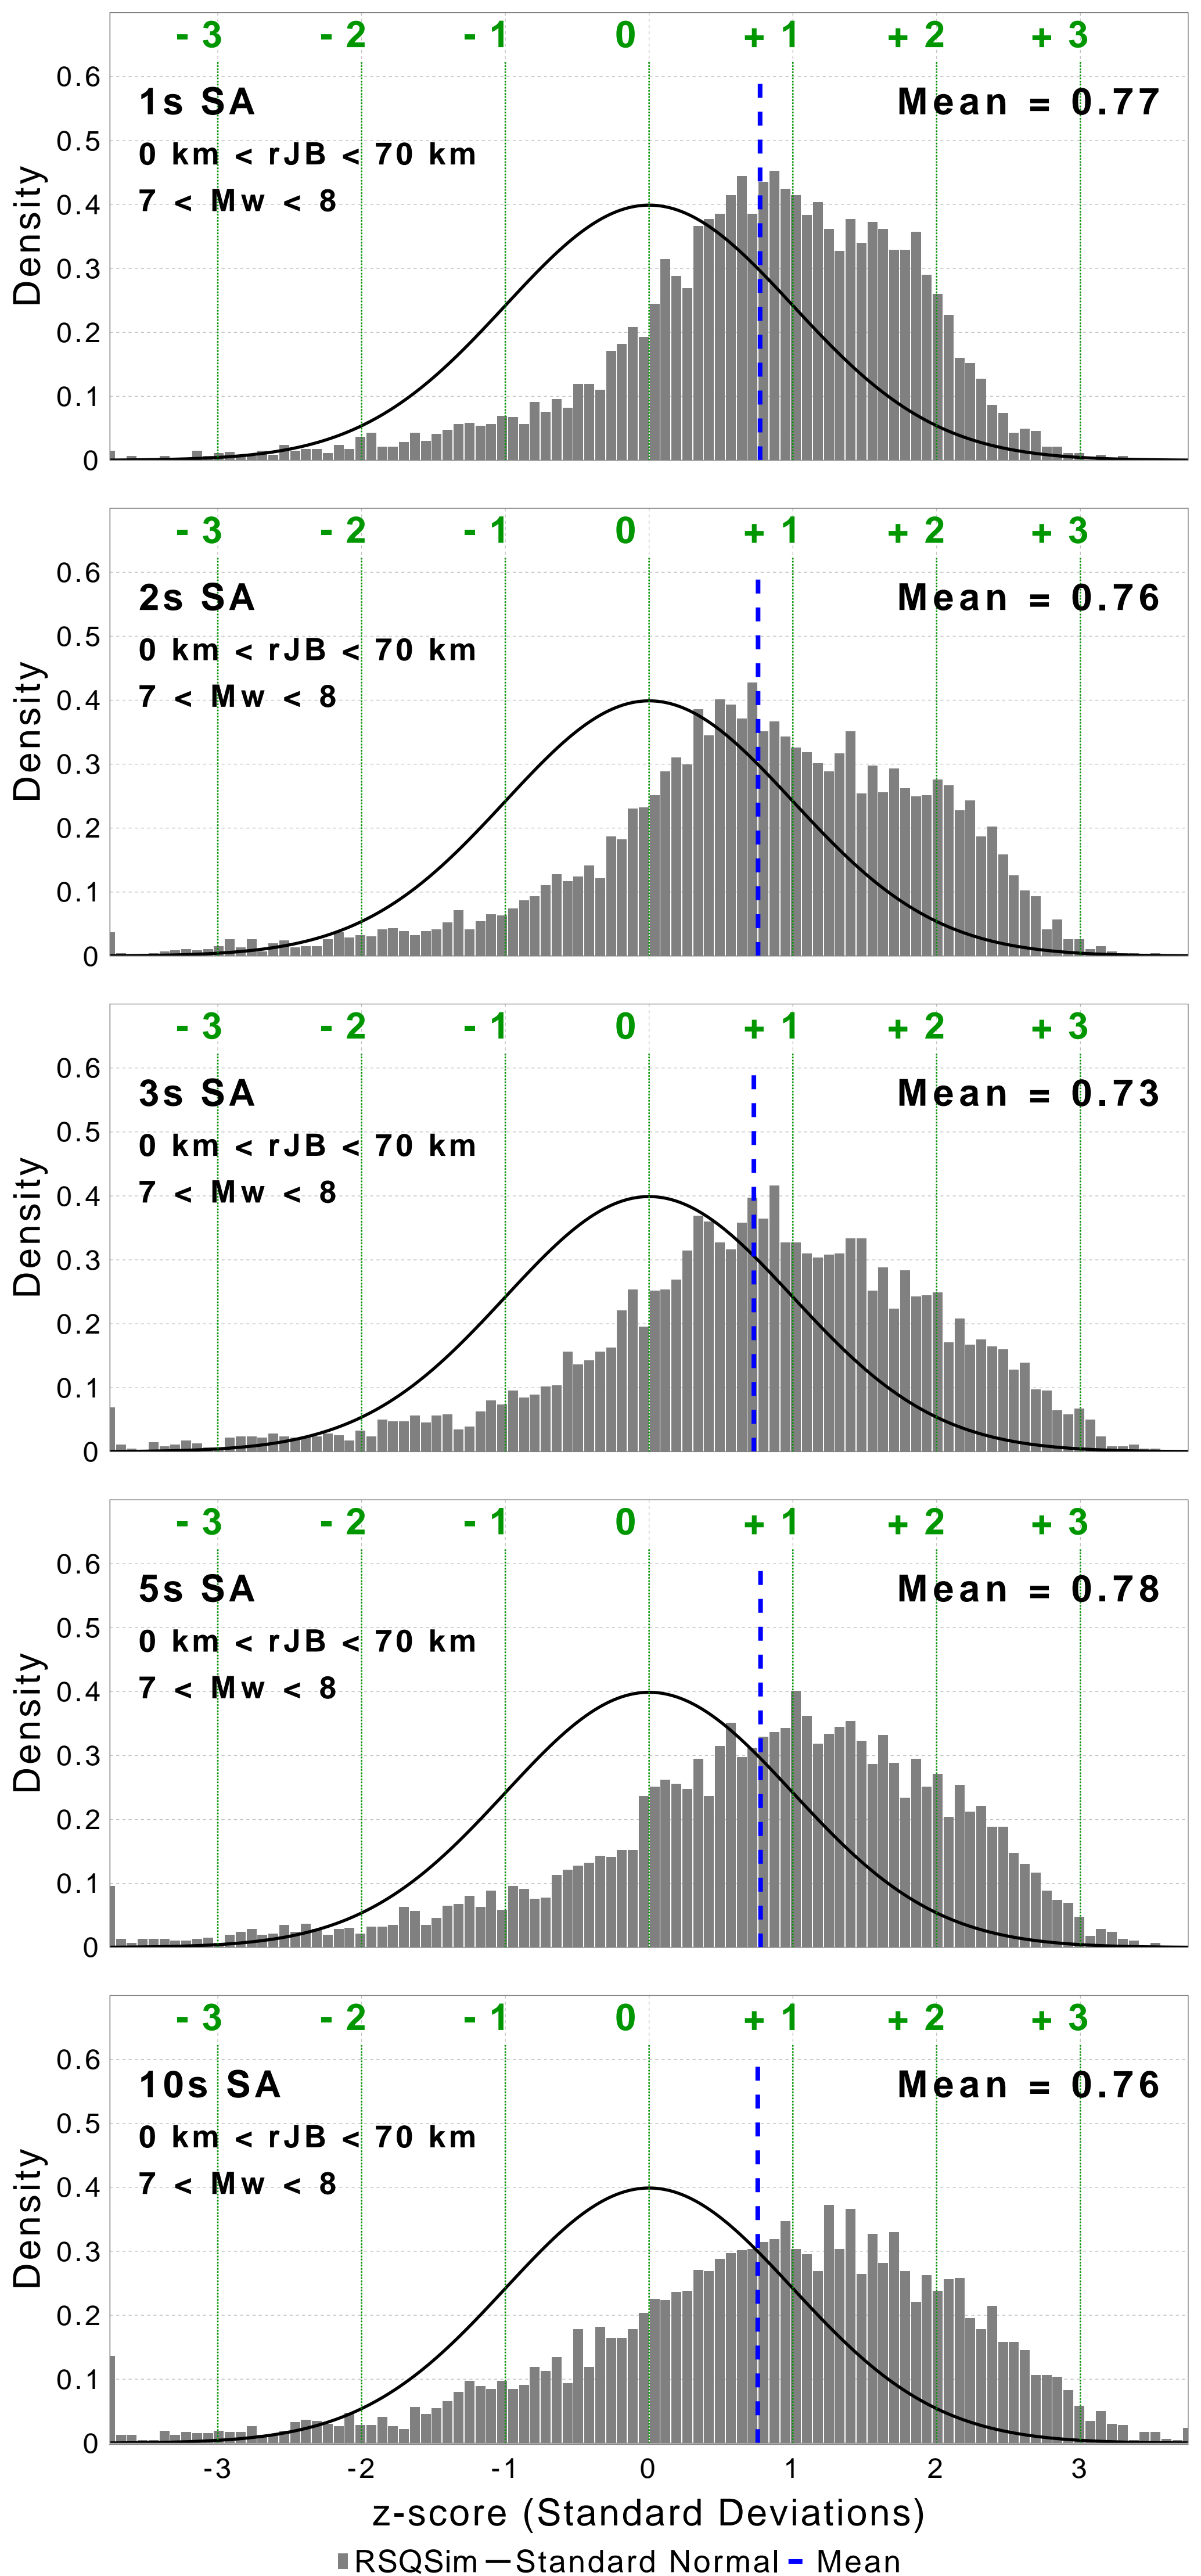 - 3 - 2 - 1 0 + 1 + 2 + 3
0.6
1s SA Mean = 0.77
0.5
0 km < rJB < 70 km
7 < Mw < 8
0.4
0.3
0.2
0.1
0
Density
- 3 - 2 - 1 0 + 1 + 2 + 3
0.6
2s SA Mean = 0.76
0.5
0 km < rJB < 70 km
7 < Mw < 8
0.4
0.3
0.2
0.1
0
Density
- 3 - 2 - 1 0 + 1 + 2 + 3
0.6
3s SA Mean = 0.73
0.5
0 km < rJB < 70 km
7 < Mw < 8
0.4
0.3
0.2
0.1
0
Density
- 3 - 2 - 1 0 + 1 + 2 + 3
0.6
5s SA Mean = 0.78
0.5
0 km < rJB < 70 km
7 < Mw < 8
0.4
0.3
0.2
0.1
0
Density
- 3 - 2 - 1 0 + 1 + 2 + 3
0.6
10s SA Mean = 0.76
0.5
0 km < rJB < 70 km
7 < Mw < 8
0.4
0.3
0.2
0.1
0
Density
-3 -2 -1 0 1 2 3
z-score (Standard Deviations)
RSQSim Standard Normal Mean